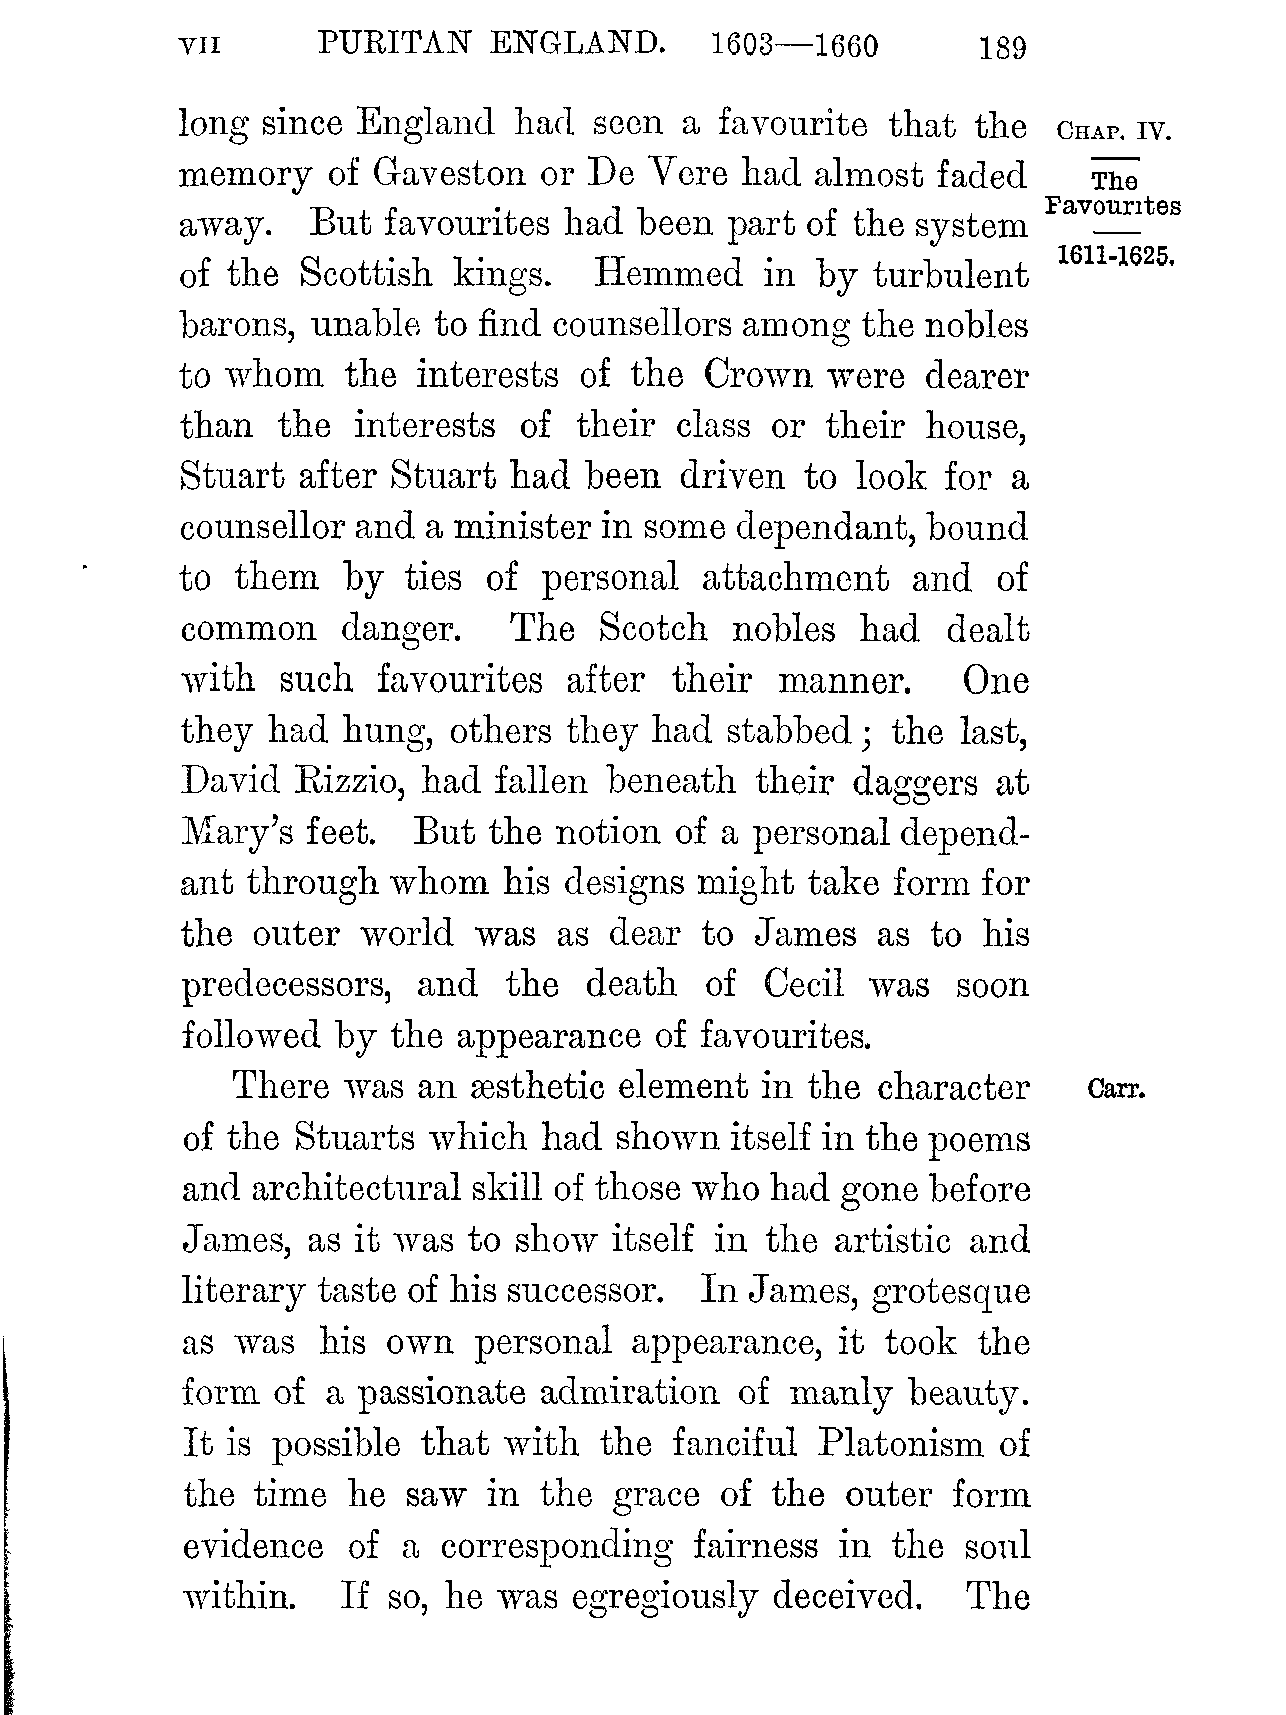 VII PURITAN ENGLAND. 1603—1660 189
long since England had seen a favourite that the
memory of Gaveston or De Vere had almost faded
away. But favourites had been part of the system
of the Scottish kings. Hemmed in by turbulent
barons, unable to find counsellors among the nobles
to whom the interests of the Crown were dearer
than the interests of their class or their house,
Stuart after Stuart had been driven to look for a
counsellor and a minister in some dependant, bound
to them by ties of personal attachment and of
common danger. The Scotch nobles had dealt
with such favourites after their manner. One
they had hung, others they had stabbed; the last,
David Rizzio, had fallen beneath their daggers at
Mary's feet. But the notion of a personal depend-
ant through whom his designs might take form for
the outer world was as dear to James as to his
predecessors, and the death of Cecil was soon
followed by the appearance of favourites.
There was an æsthetic element in the character
of the Stuarts which had shown itself in the poems
and architectural skill of those who had gone before
James, as it was to show itself in the artistic and
literary taste of his successor. In James, grotesque
as was his own personal appearance, it took the
form of a passionate admiration of manly beauty.
It is possible that with the fanciful Platonism of
the time he saw in the grace of the outer form
evidence of a corresponding fairness in the soul
within. If so, he was egregiously deceived. The
CHAP. IV.
The
Favourites
1611-1625.
Carr.